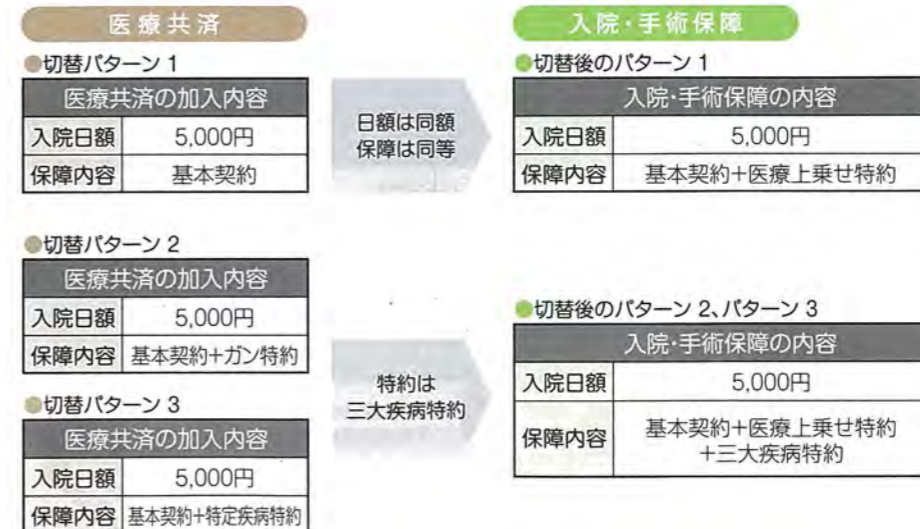 医療共済
●切替パターン 1
医療共済の加入内容
入院日額 5,000円
保障内容 基本契約
日額は同額
保障は同等
入院・手術保障
●切替後のパターン 1
入院・手術保障の内容
入院日額 5,000円
保障内容 基本契約+医療上乗せ特約
●切替パターン 2
医療共済の加入内容
入院日額 5,000円
保障内容 基本契約+ガン特約
●切替パターン 3
医療共済の加入内容
入院日額 5,000円
保障内容 基本契約+特定疾病特約
特約は
三大疾病特約
●切替後のパターン 2、パターン 3
入院・手術保障の内容
入院日額 5,000円
保障内容 基本契約+医療上乗せ特約
+三大疾病特約